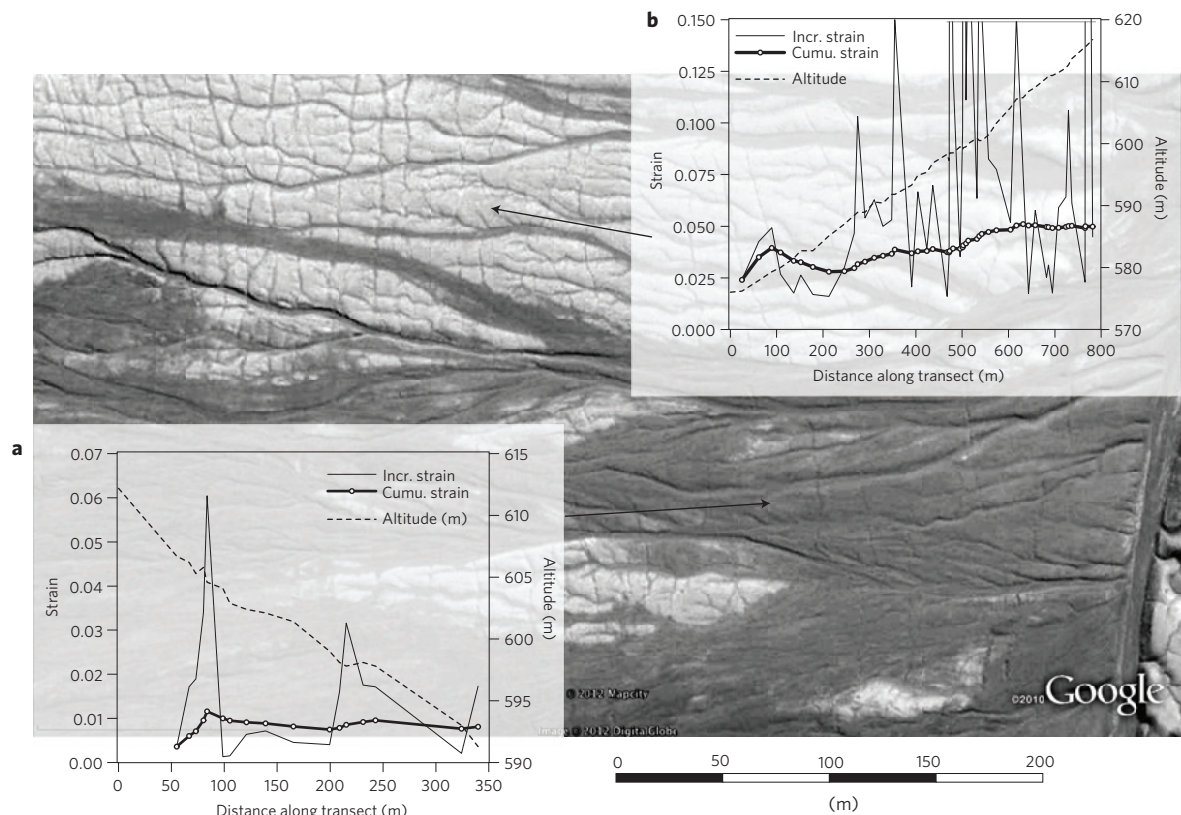 b
0.150
0.125
0.100
0.075
0.050
0.025
0.000
Strain
Incr. strain
Cumu. strain
Altitude
620
610
600
590
580
570
Altitude (m)
0 100 200 300 400 500 600 700 800
Distance along transect (m)
a
0.07
0.06
0.05
0.04
0.03
0.02
0.01
0.00
Strain
Incr. strain
Cumu. strain
Altitude (m)
615
610
605
600
595
590
Altitude (m)
0 50 100 150 200 250 300 350
Distance along transect (m)
© 2012 Mapcity
Image © 2012 DigitalGlobe
©2010 Google
0 50 100 150 200
(m)